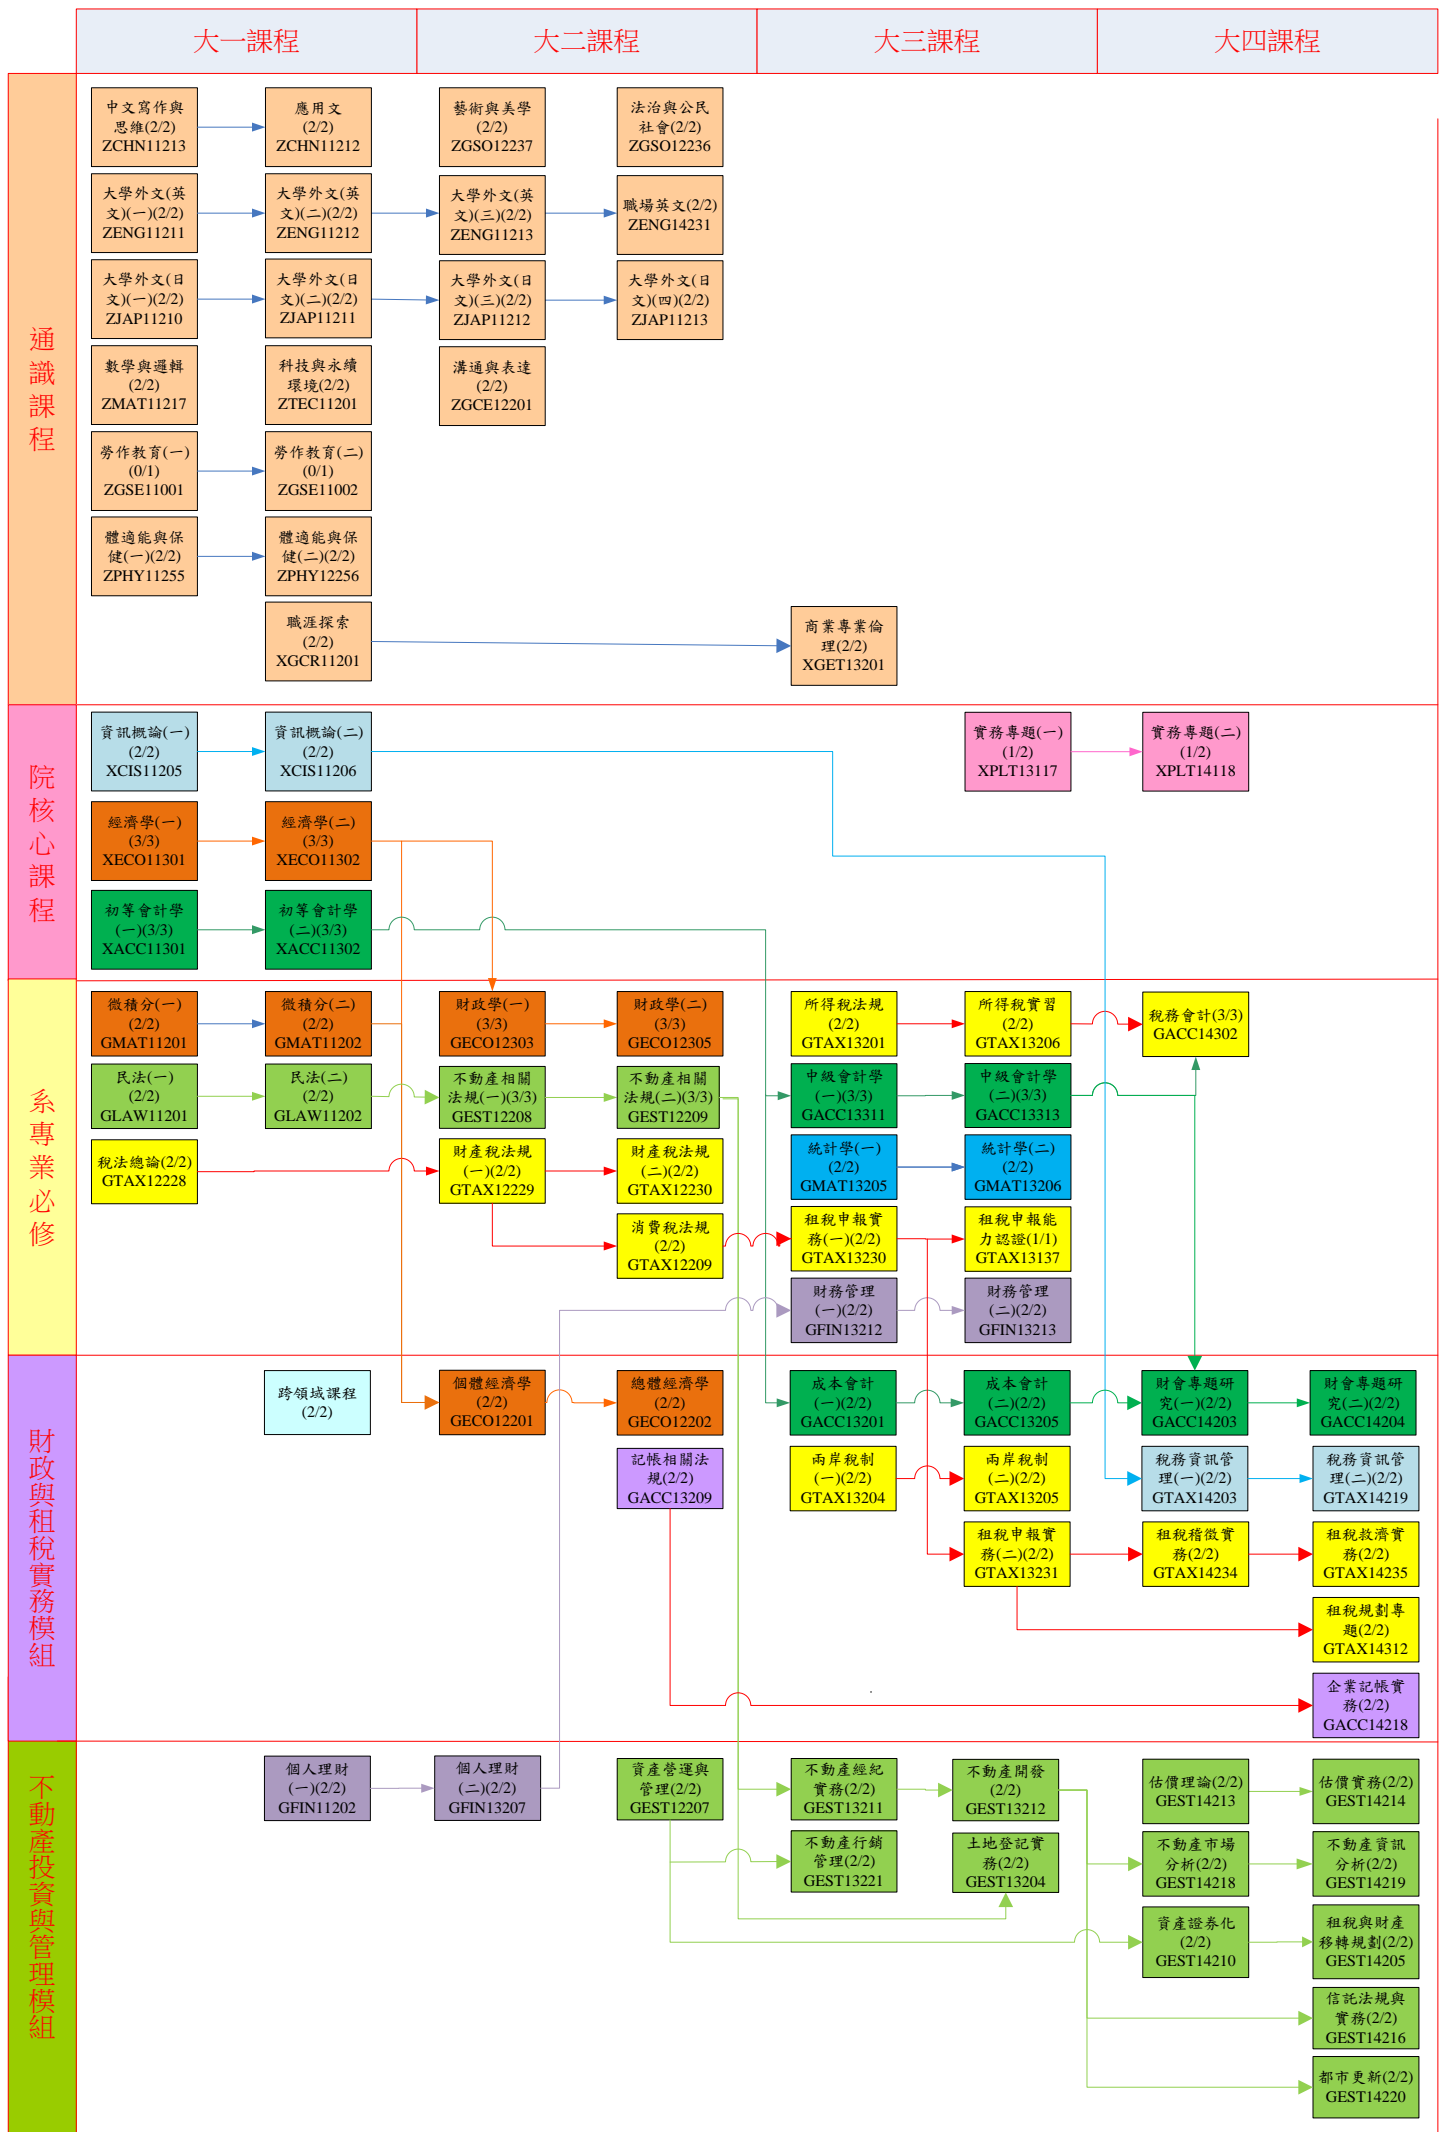 大一課程
大二課程
大三課程
大四課程
通識課程
中文寫作與
思維(2/2)
ZCHN11213
應用文
(2/2)
ZCHN11212
藝術與美學
(2/2)
ZGSO12237
法治與公民
社會(2/2)
ZGSO12236
大學外文(英
文)(一)(2/2)
ZENG11211
大學外文(英
文)(二)(2/2)
ZENG11212
大學外文(英
文)(三)(2/2)
ZENG11213
職場英文(2/2)
ZENG14231
大學外文(日
文)(一)(2/2)
ZJAP11210
大學外文(日
文)(二)(2/2)
ZJAP11211
大學外文(日
文)(三)(2/2)
ZJAP11212
大學外文(日
文)(四)(2/2)
ZJAP11213
數學與邏輯
(2/2)
ZMAT11217
科技與永續
環境(2/2)
ZTEC11201
溝通與表達
(2/2)
ZGCE12201
勞作教育(一)
(0/1)
ZGSE11001
勞作教育(二)
(0/1)
ZGSE11002
體適能與保
健(一)(2/2)
ZPHY11255
體適能與保
健(二)(2/2)
ZPHY12256
職涯探索
(2/2)
XGCR11201
商業專業倫
理(2/2)
XGET13201
院核心課程
資訊概論(一)
(2/2)
XCIS11205
資訊概論(二)
(2/2)
XCIS11206
實務專題(一)
(1/2)
XPLT13117
實務專題(二)
(1/2)
XPLT14118
經濟學(一)
(3/3)
XECO11301
經濟學(二)
(3/3)
XECO11302
初等會計學
(一)(3/3)
XACC11301
初等會計學
(二)(3/3)
XACC11302
系專業必修
微積分(一)
(2/2)
GMAT11201
微積分(二)
(2/2)
GMAT11202
財政學(一)
(3/3)
GECO12303
財政學(二)
(3/3)
GECO12305
所得稅法規
(2/2)
GTAX13201
所得稅實習
(2/2)
GTAX13206
稅務會計(3/3)
GACC14302
民法(一)
(2/2)
GLAW11201
民法(二)
(2/2)
GLAW11202
不動產相關
法規(一)(3/3)
GEST12208
不動產相關
法規(二)(3/3)
GEST12209
中級會計學
(一)(3/3)
GACC13311
中級會計學
(二)(3/3)
GACC13313
稅法總論(2/2)
GTAX12228
財產稅法規
(一)(2/2)
GTAX12229
財產稅法規
(二)(2/2)
GTAX12230
統計學(一)
(2/2)
GMAT13205
統計學(二)
(2/2)
GMAT13206
消費稅法規
(2/2)
GTAX12209
租稅申報實
務(一)(2/2)
GTAX13230
租稅申報能
力認證(1/1)
GTAX13137
財務管理
(一)(2/2)
GFIN13212
財務管理
(二)(2/2)
GFIN13213
財政與租稅實務模組
跨領域課程
(2/2)
個體經濟學
(2/2)
GECO12201
總體經濟學
(2/2)
GECO12202
成本會計
(一)(2/2)
GACC13201
成本會計
(二)(2/2)
GACC13205
財會專題研
究(一)(2/2)
GACC14203
財會專題研
究(二)(2/2)
GACC14204
記帳相關法
規(2/2)
GACC13209
兩岸稅制
(一)(2/2)
GTAX13204
兩岸稅制
(二)(2/2)
GTAX13205
稅務資訊管
理(一)(2/2)
GTAX14203
稅務資訊管
理(二)(2/2)
GTAX14219
租稅申報實
務(二)(2/2)
GTAX13231
租稅稽徵實
務(2/2)
GTAX14234
租稅救濟實
務(2/2)
GTAX14235
租稅規劃專
題(2/2)
GTAX14312
企業記帳實
務(2/2)
GACC14218
不動產投資與管理模組
個人理財
(一)(2/2)
GFIN11202
個人理財
(二)(2/2)
GFIN13207
資產營運與
管理(2/2)
GEST12207
不動產經紀
實務(2/2)
GEST13211
不動產開發
(2/2)
GEST13212
估價理論(2/2)
GEST14213
估價實務(2/2)
GEST14214
不動產行銷
管理(2/2)
GEST13221
土地登記實
務(2/2)
GEST13204
不動產市場
分析(2/2)
GEST14218
不動產資訊
分析(2/2)
GEST14219
資產證券化
(2/2)
GEST14210
租稅與財產
移轉規劃(2/2)
GEST14205
信託法規與
實務(2/2)
GEST14216
都市更新(2/2)
GEST14220